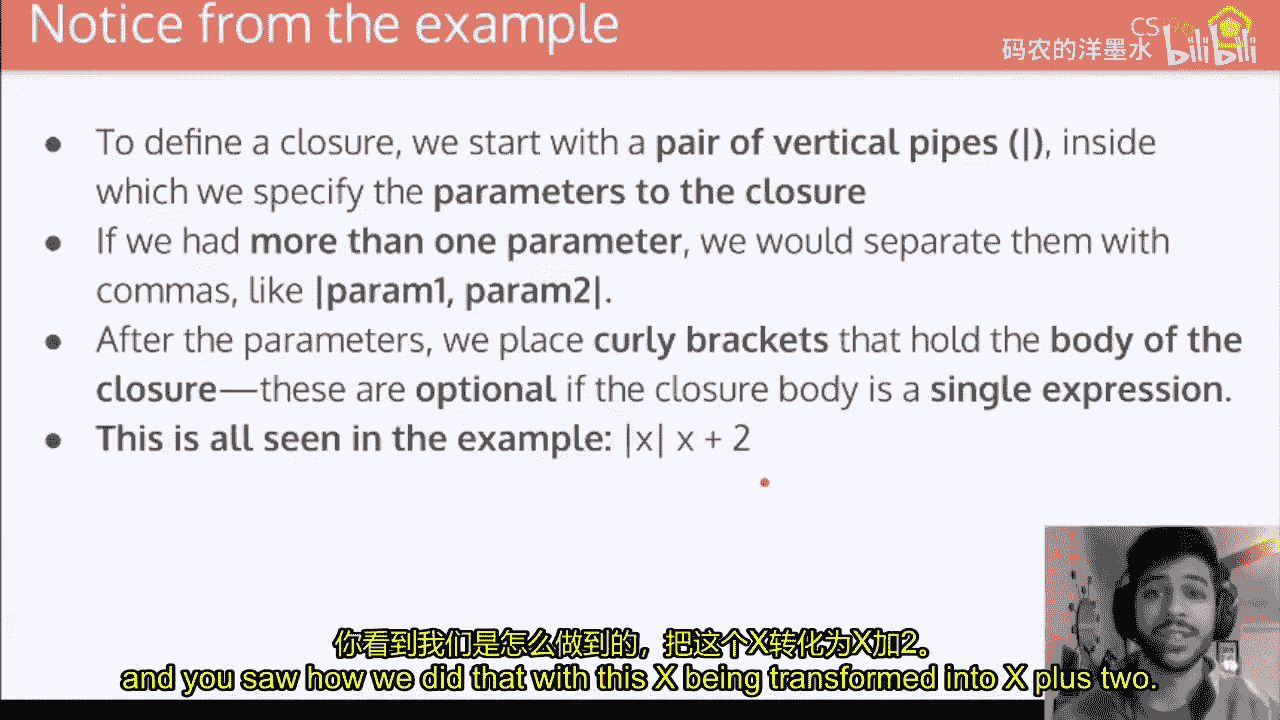 Notice from the example
CS
码农的洋墨水 bilibili
● To define a closure, we start with a pair of vertical pipes (|), inside
which we specify the parameters to the closure
● If we had more than one parameter, we would separate them with
commas, like |param1, param2|.
● After the parameters, we place curly brackets that hold the body of the
closure—these are optional if the closure body is a single expression.
● This is all seen in the example: |x| x + 2
你看到我们是怎么做到的，把这个X转化为X加2。
and you saw how we did that with this X being transformed into X plus two.